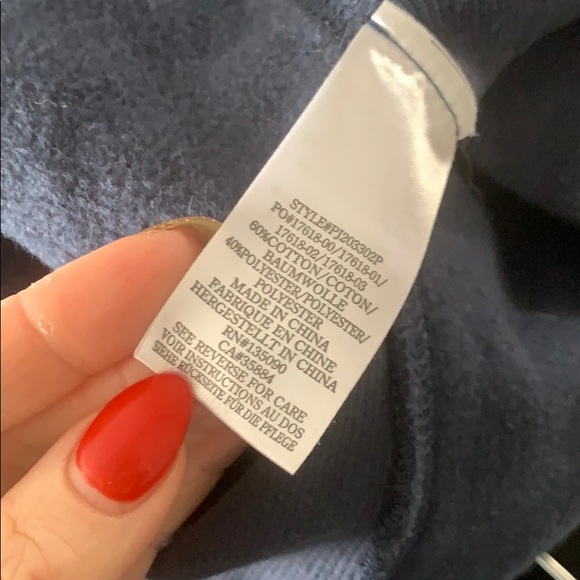 STYLE#PT203302P
PO#17618-00/17618-01/
17618-02/17618-03
60%COTTON/COTON/
BAUMWOLLE
40%POLYESTER/POLYESTER/
POLYESTER
MADE IN CHINA
FABRIQUE EN CHINE
HERGESTELLT IN CHINA
RN#135090
CA#35884
SEE REVERSE FOR CARE
VOIR INSTRUCTIONS AU DOS
SIEHE RÜCKSEITE FÜR DIE PFLEGE